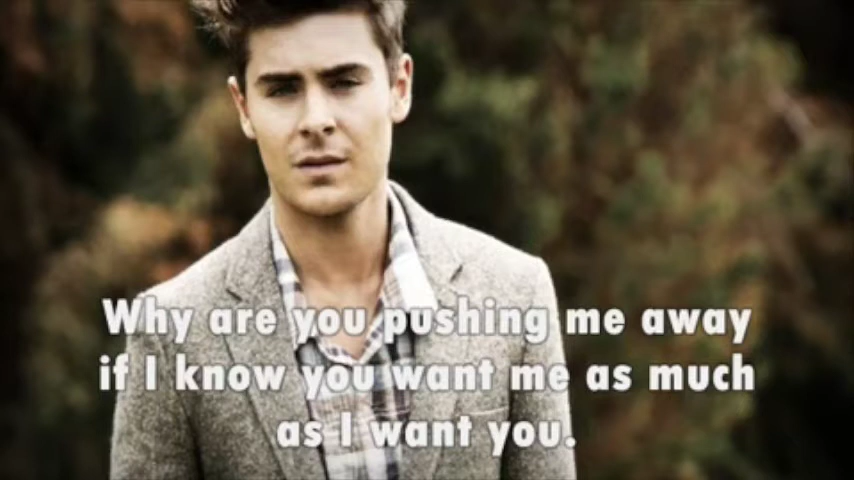 Why are you pushing me away
if I know you want me as much
as I want you.